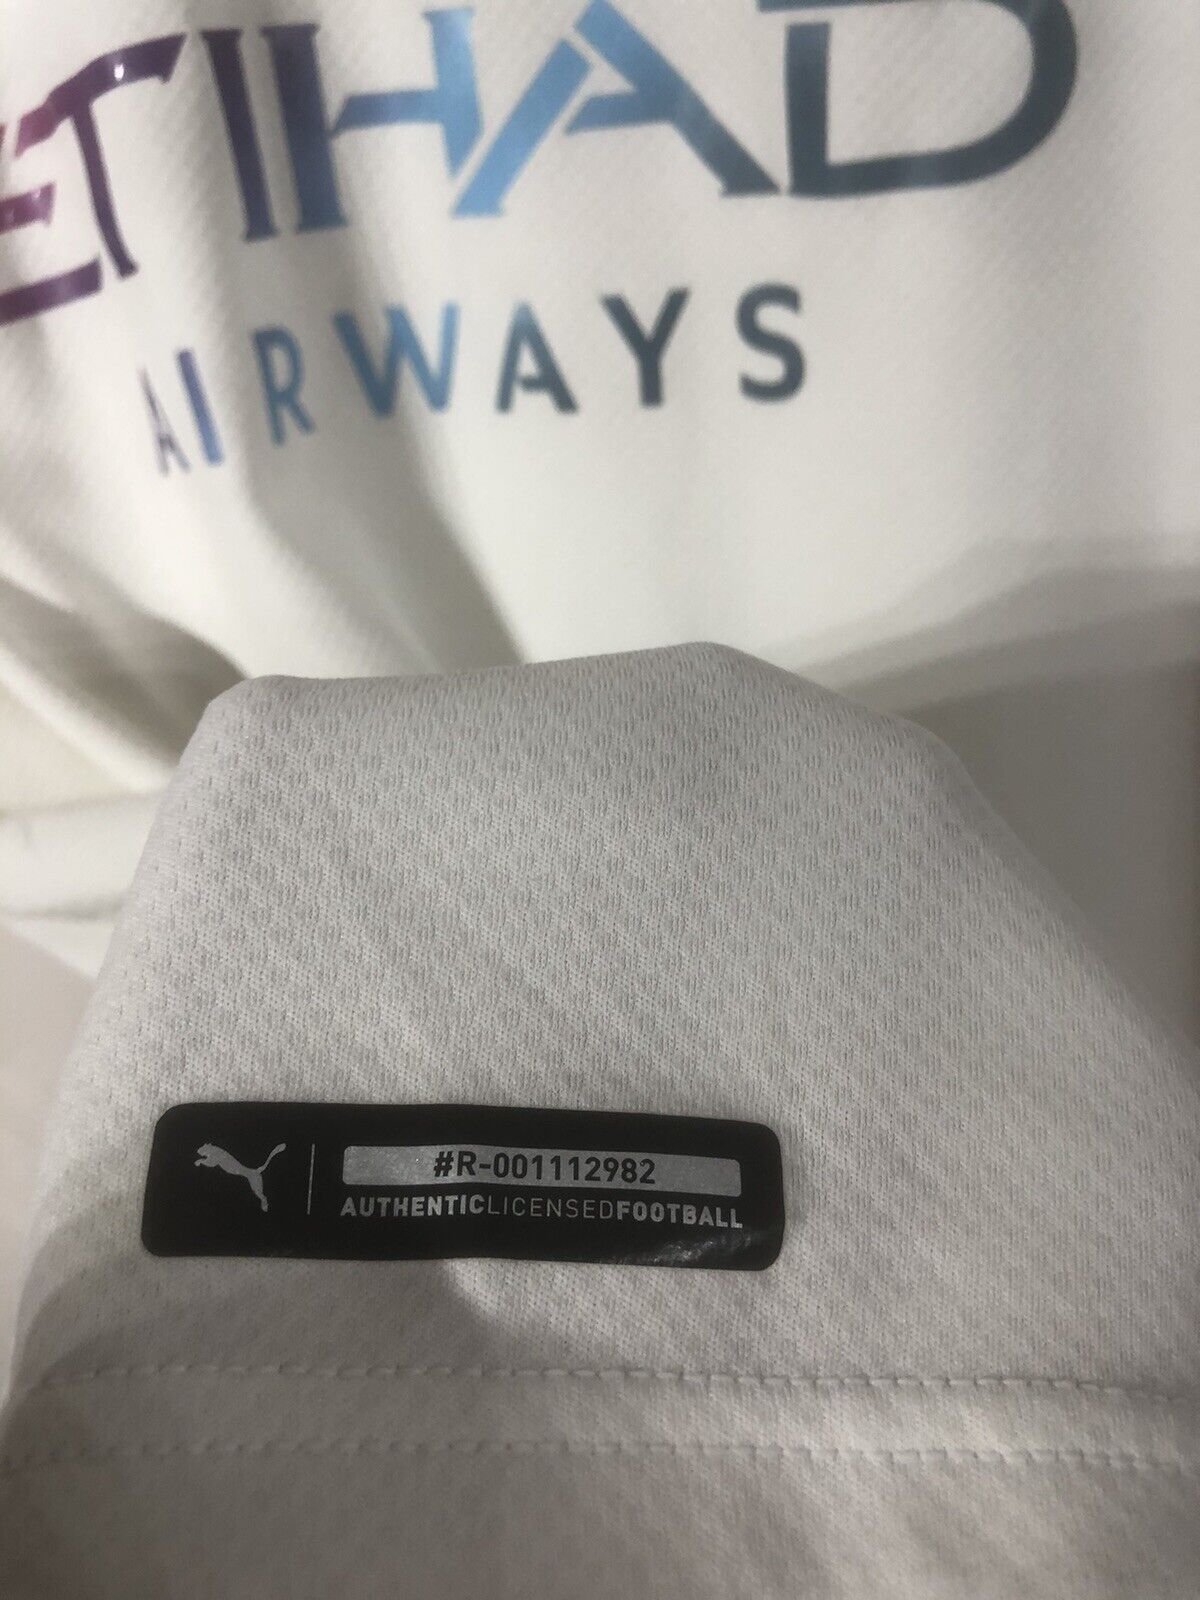 ETIHAD
AIRWAYS
#R-001112982
AUTHENTICLICENSEDFOOTBALL